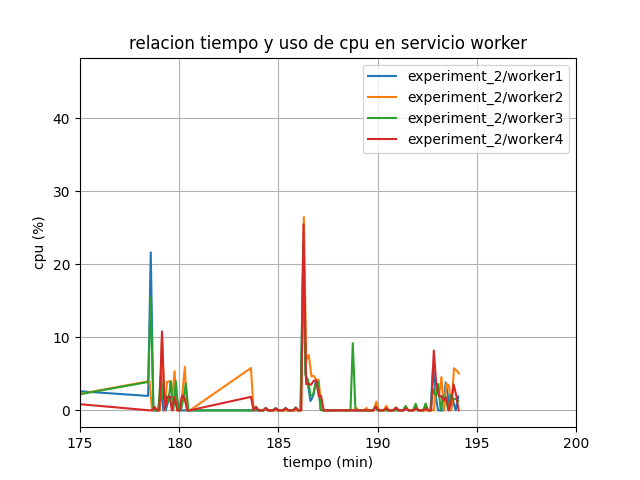 relacion tiempo y uso de cpu en servicio worker
experiment_2/worker1
experiment_2/worker2
experiment_2/worker3
experiment_2/worker4
40
30
20
10
0
cpu (%)
175 180 185 190 195 200
tiempo (min)